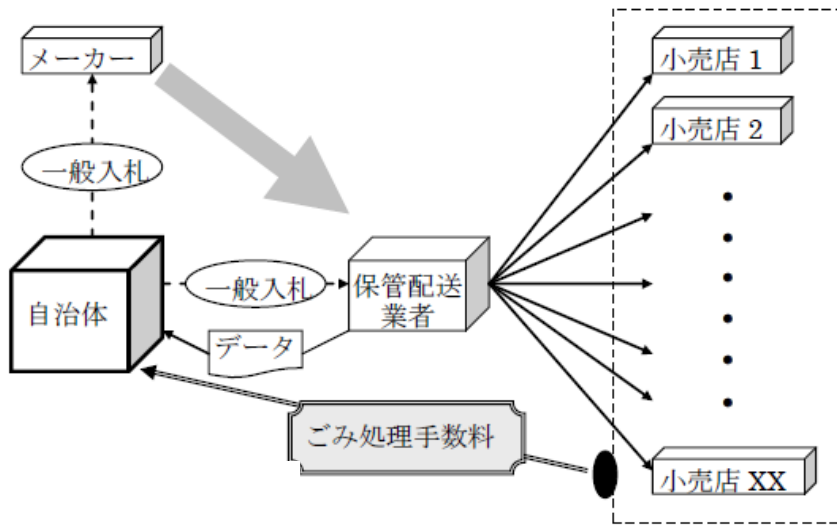 メーカー
小売店 1
小売店 2
一般入札
自治体
一般入札
保管配送
業者
データ
ごみ処理手数料
小売店 XX